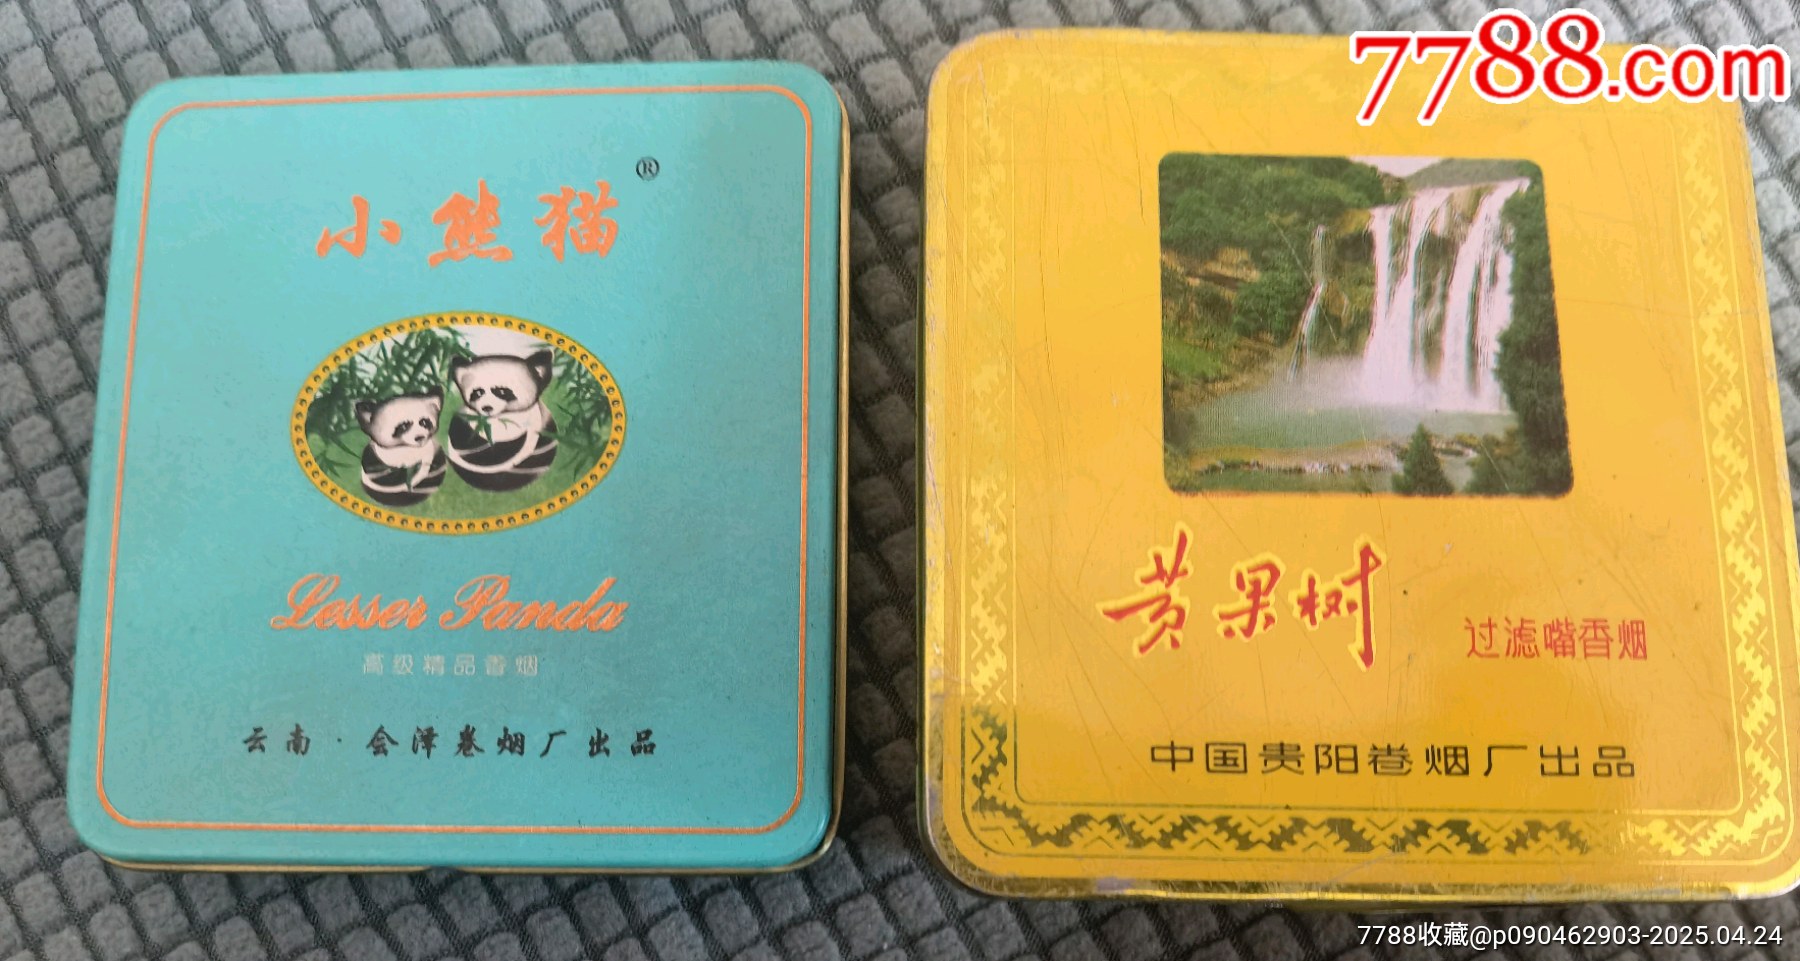 小熊猫®
Lesser Panda
高级精品香烟
云南·会泽卷烟厂出品
7788.com
黄果树
过滤嘴香烟
中国贵阳卷烟厂出品
7788收藏@p090462903-2025.04.24